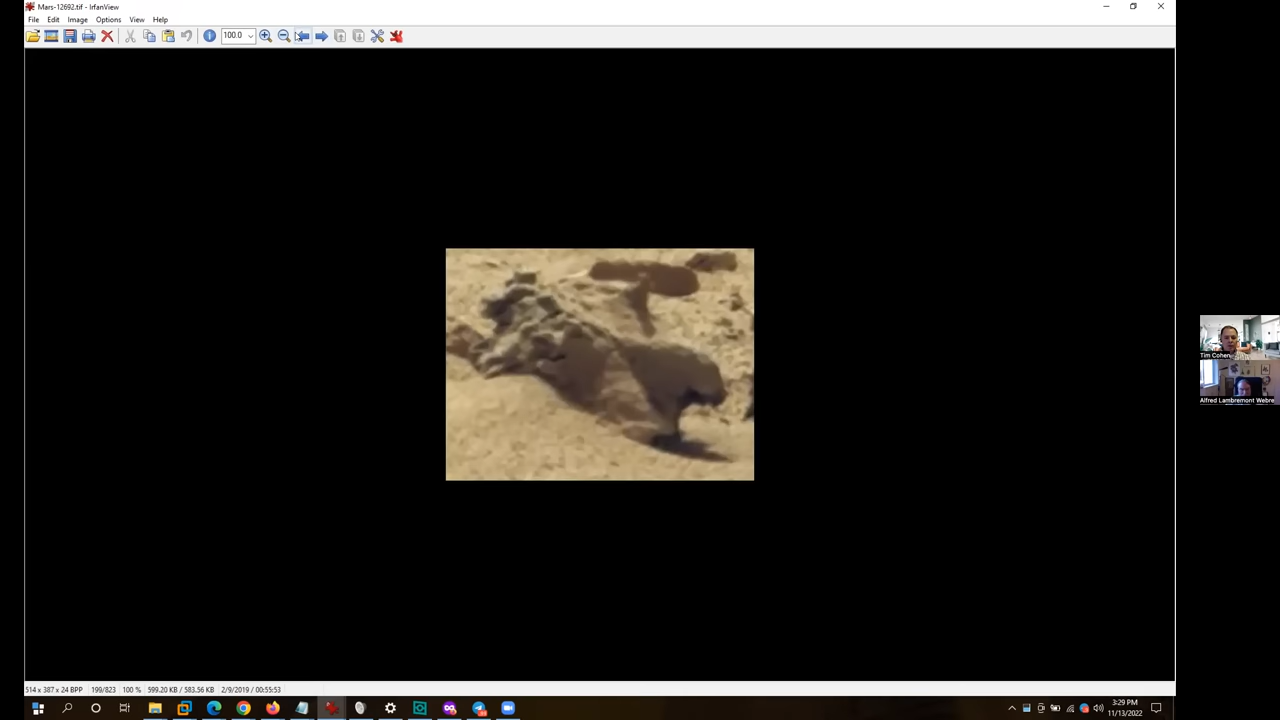 Mars-12692.tif - IrfanView
File Edit Image Options View Help
100.0
Tim Cohen
Alfred Lambremont Webre
514 x 387 x 24 BPP 199/823 100 % 599.20 KB / 583.56 KB 2/9/2019 / 00:55:53
3:29 PM
11/13/2022